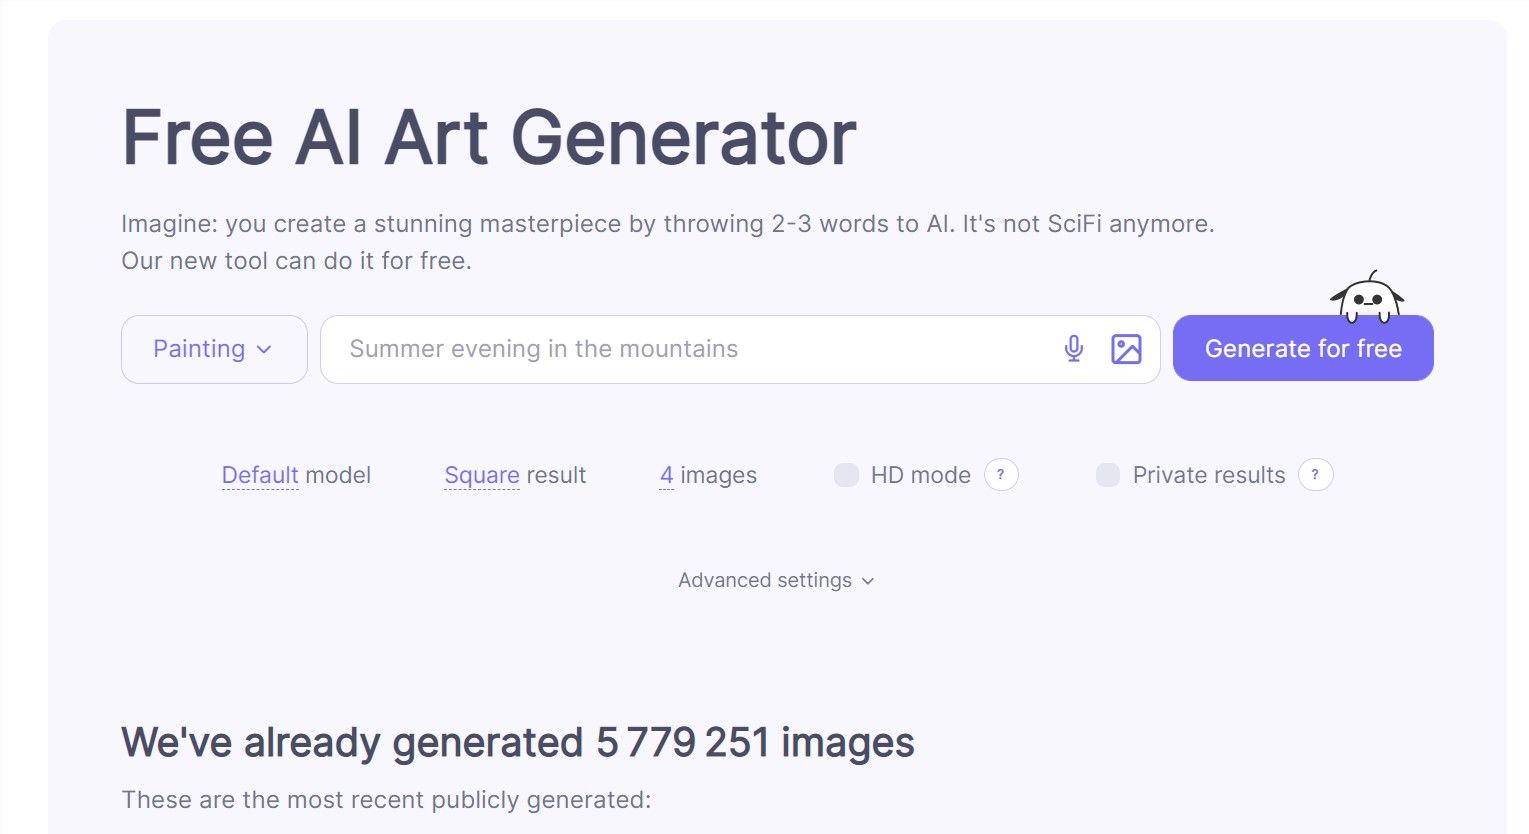 Free AI Art Generator
Imagine: you create a stunning masterpiece by throwing 2-3 words to AI. It's not SciFi anymore.
Our new tool can do it for free.
Painting
Summer evening in the mountains
Generate for free
Default model
Square result
4 images
HD mode ?
Private results ?
Advanced settings
We've already generated 5 779 251 images
These are the most recent publicly generated: